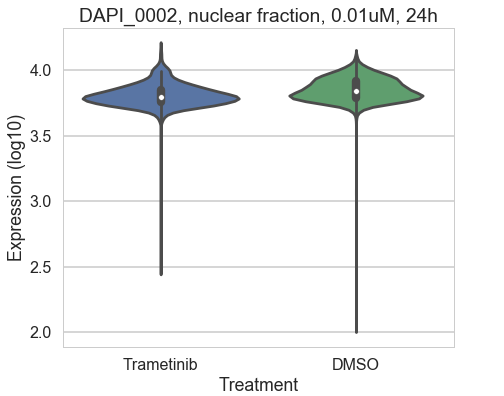 DAPI_0002, nuclear fraction, 0.01uM, 24h
Expression (log10)
4.0
3.5
3.0
2.5
2.0
Trametinib DMSO
Treatment